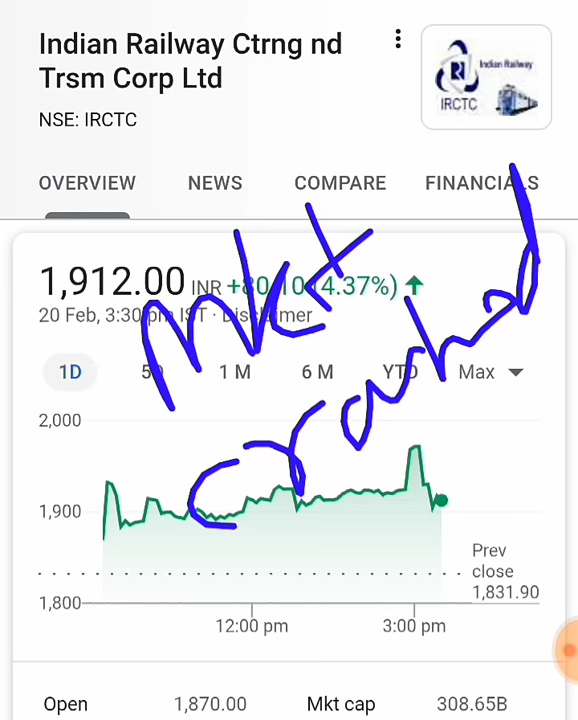 Indian Railway Ctrng nd
Trsm Corp Ltd
NSE: IRCTC
Indian Railway
IRCTC
OVERVIEW NEWS COMPARE FINANCIALS
1,912.00 INR +80.10 (4.37%) ↑
20 Feb, 3:30 pm IST · Disclaimer
Mkt
1D 5D 1 M 6 M YTD Max
crahd
2,000
1,900
Prev
close
1,831.90
1,800
12:00 pm 3:00 pm
Open 1,870.00 Mkt cap 308.65B